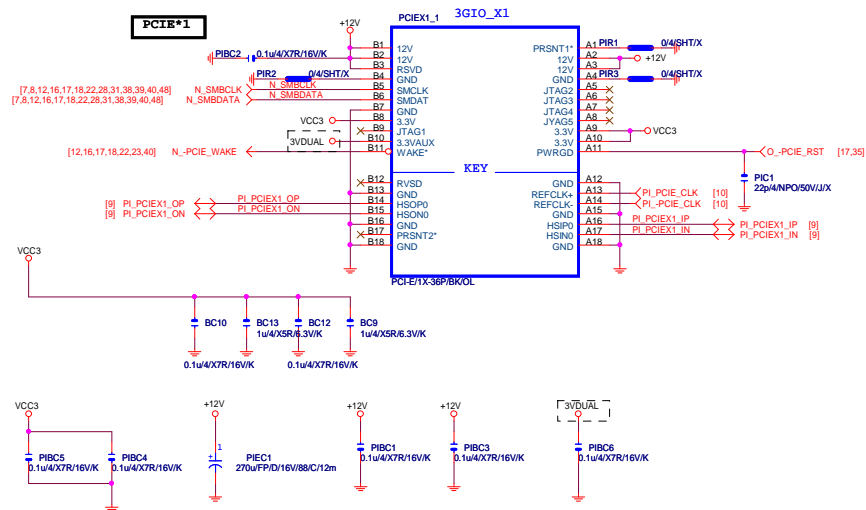 PCIE*1
PCIEX1_1
3GIO_X1
+12V
PIBC2
0.1u/4/X7R/16V/K
PIR2
0/4/SHT/X
[7,8,12,16,17,18,22,28,31,38,39,40,48]
N_SMBCLK
N_SMBCLK
[7,8,12,16,17,18,22,28,31,38,39,40,48]
N_SMBDATA
N_SMBDATA
VCC3
3VDUAL
[12,16,17,18,22,23,40]
N_-PCIE_WAKE
[9]
PI_PCIEX1_OP
PI_PCIEX1_OP
[9]
PI_PCIEX1_ON
PI_PCIEX1_ON
B1
12V
B2
12V
B3
RSVD
B4
GND
B5
SMCLK
B6
SMDAT
B7
GND
B8
3.3V
B9
JTAG1
B10
3.3VAUX
B11
WAKE*
KEY
B12
RVSD
B13
GND
B14
HSOP0
B15
HSON0
B16
GND
B17
PRSNT2*
B18
GND
PRSNT1*
A1
12V
A2
12V
A3
GND
A4
JTAG2
A5
JTAG3
A6
JTAG4
A7
JYAG5
A8
3.3V
A9
3.3V
A10
PWRGD
A11
GND
A12
REFCLK+
A13
REFCLK-
A14
GND
A15
HSIP0
A16
HSIN0
A17
GND
A18
PIR1
0/4/SHT/X
+12V
PIR3
0/4/SHT/X
VCC3
O_-PCIE_RST
[17,35]
PIC1
22p/4/NPO/50V/J/X
PI_PCIE_CLK
[10]
PI_-PCIE_CLK
[10]
PI_PCIEX1_IP
PI_PCIEX1_IP
[9]
PI_PCIEX1_IN
PI_PCIEX1_IN
[9]
PCI-E/1X-36P/BK/OL
VCC3
BC10
0.1u/4/X7R/16V/K
BC13
1u/4/X5R/6.3V/K
BC12
0.1u/4/X7R/16V/K
BC9
1u/4/X5R/6.3V/K
VCC3
PIBC5
0.1u/4/X7R/16V/K
PIBC4
0.1u/4/X7R/16V/K
+12V
1
+
PIEC1
270u/FP/D/16V/88/C/12m
+12V
PIBC1
0.1u/4/X7R/16V/K
+12V
PIBC3
0.1u/4/X7R/16V/K
3VDUAL
PIBC6
0.1u/4/X7R/16V/K